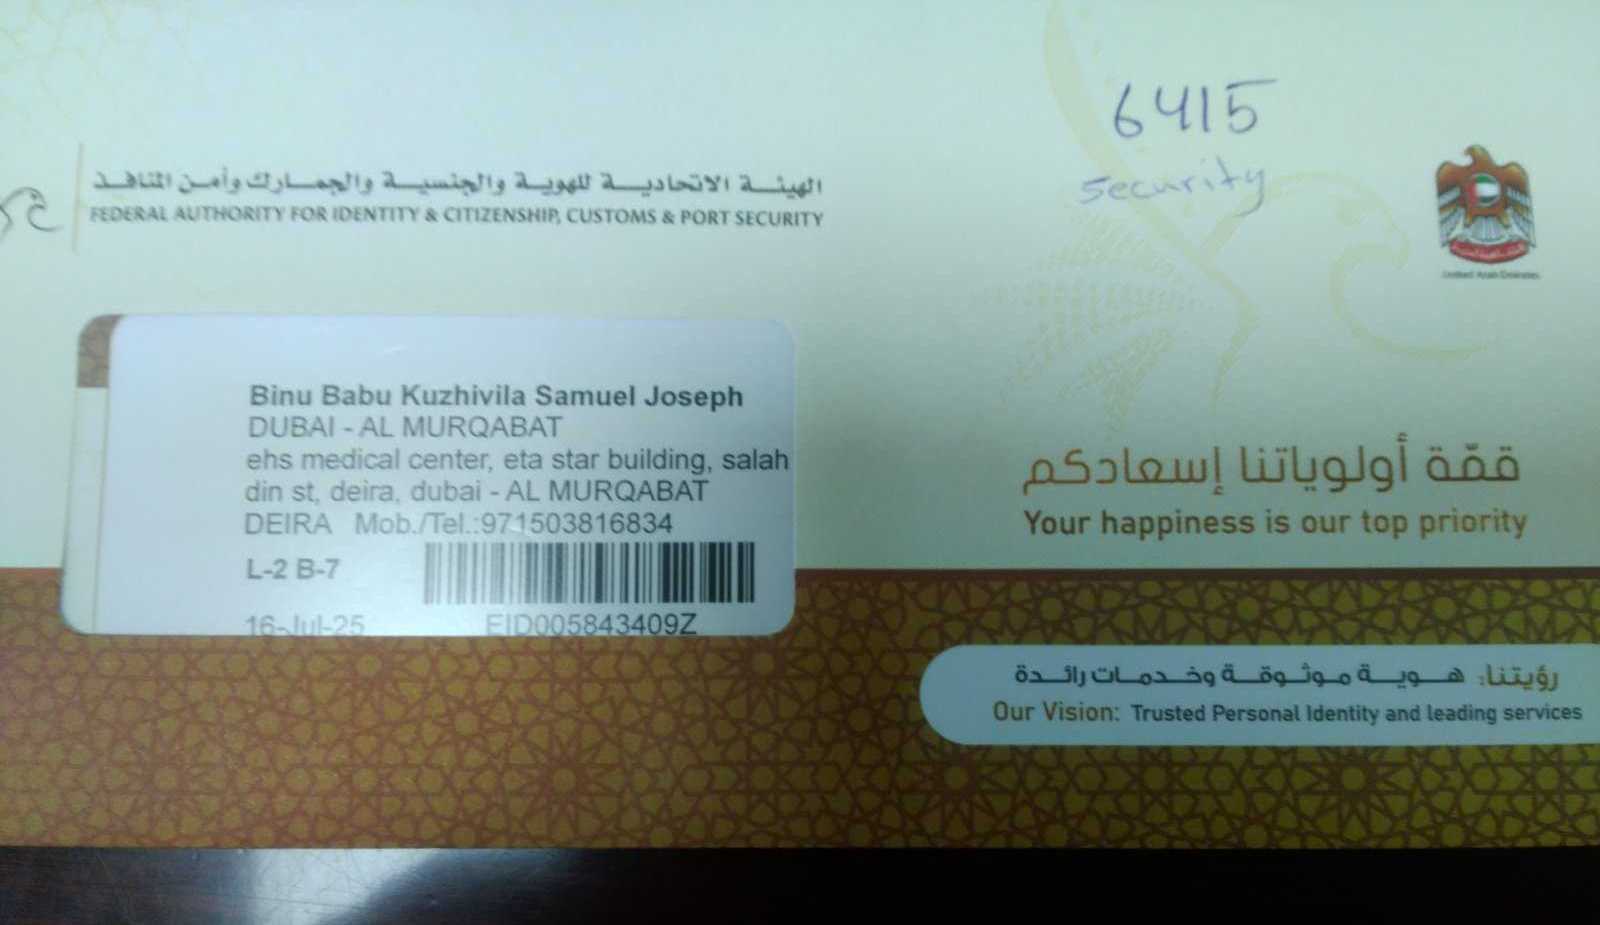 6415
security
الهيئة الاتحادية للهوية والجنسية والجمارك وأمن المنافذ
FEDERAL AUTHORITY FOR IDENTITY & CITIZENSHIP, CUSTOMS & PORT SECURITY
United Arab Emirates
Binu Babu Kuzhivila Samuel Joseph
DUBAI - AL MURQABAT
ehs medical center, eta star building, salah
din st, deira, dubai - AL MURQABAT
DEIRA Mob./Tel.:971503816834
L-2 B-7
16-Jul-25 EID005843409Z
قمّة أولوياتنا إسعادكم
Your happiness is our top priority
رؤيتنا: هوية موثوقة وخدمات رائدة
Our Vision: Trusted Personal Identity and leading services